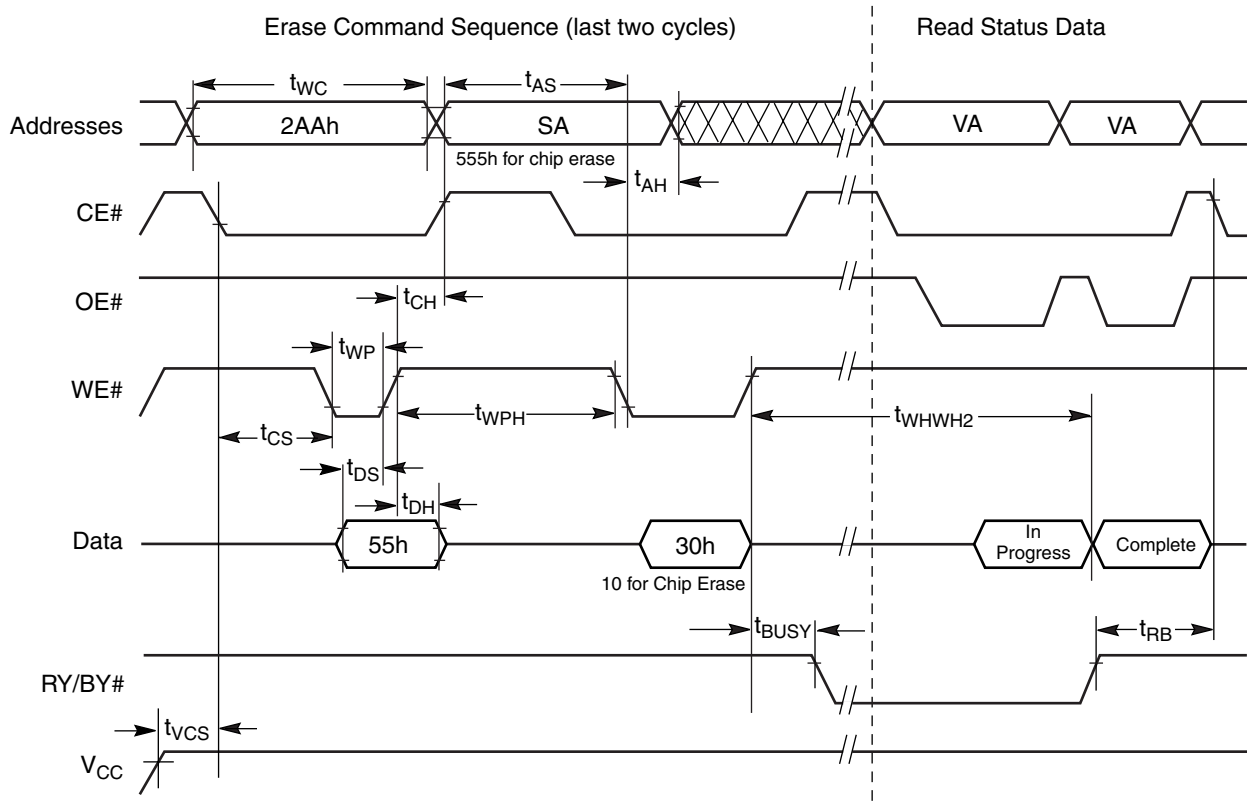 Erase Command Sequence (last two cycles)
Read Status Data
tWC
tAS
Addresses
2AAh
SA
VA
VA
555h for chip erase
tAH
CE#
OE#
tCH
tWP
WE#
tWPH
tWHWH2
tCS
tDS
tDH
Data
55h
30h
In
Progress
Complete
10 for Chip Erase
tBUSY
tRB
RY/BY#
tVCS
VCC